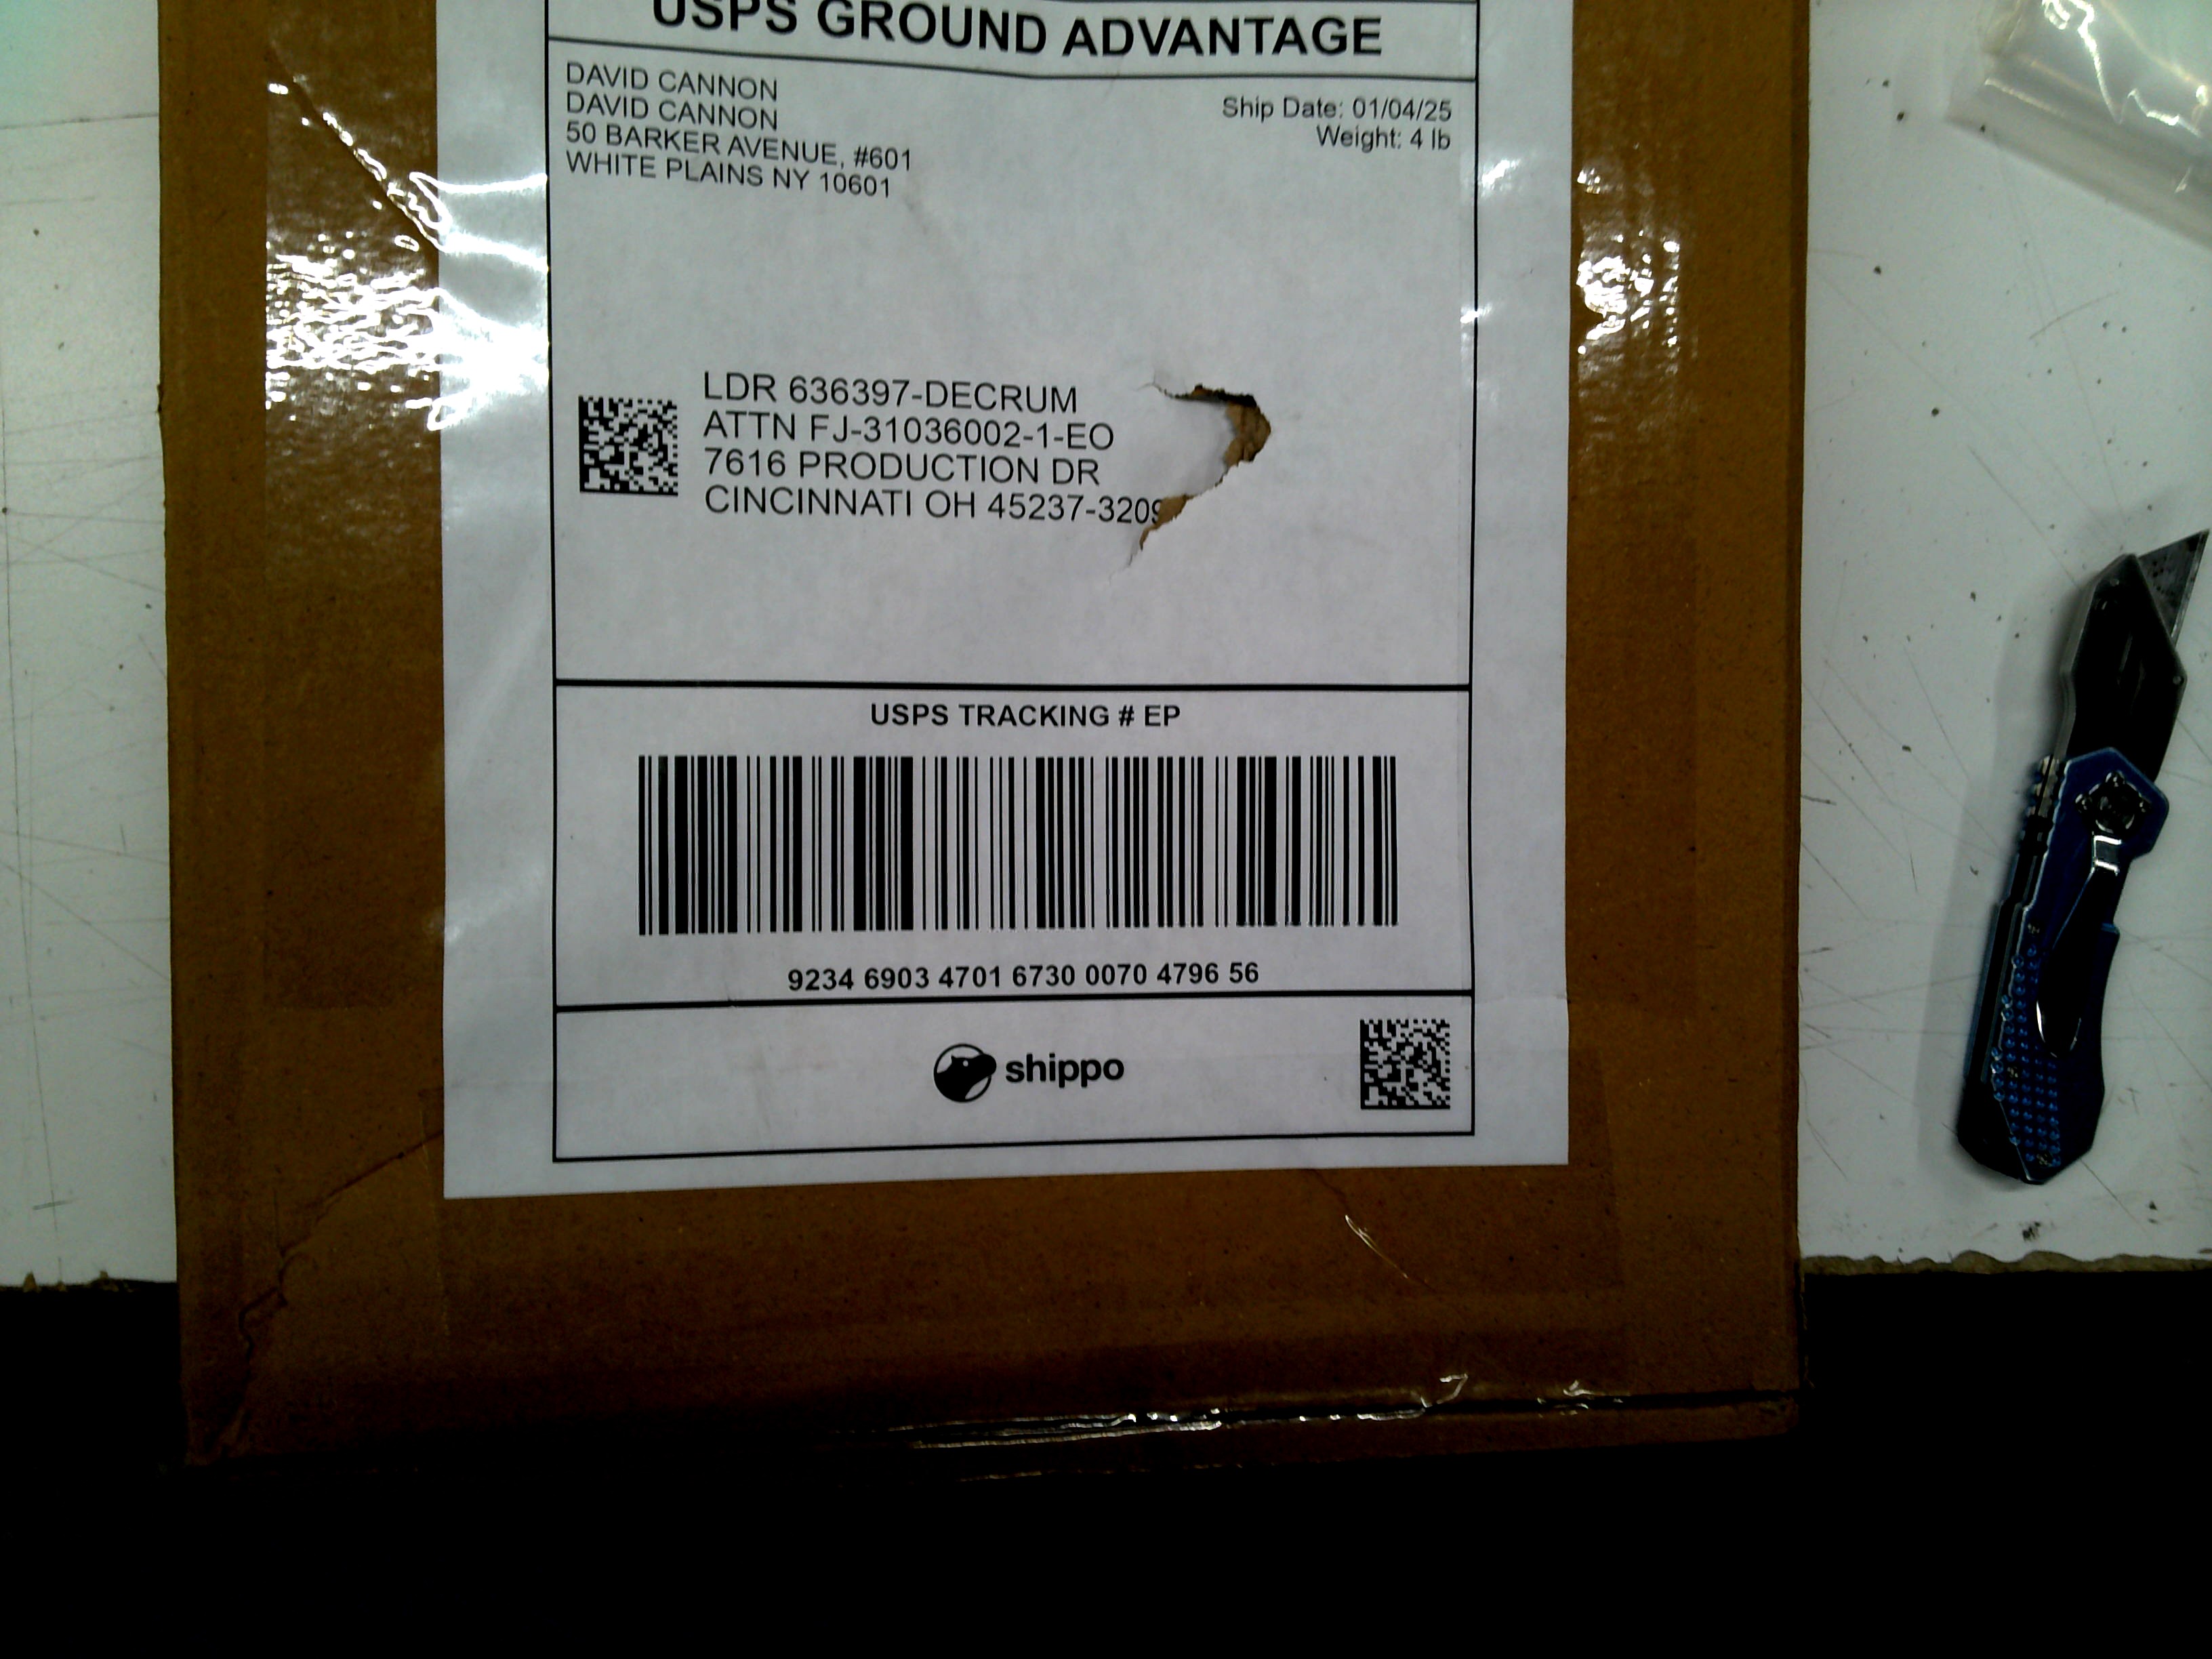 USPS GROUND ADVANTAGE
DAVID CANNON
DAVID CANNON
50 BARKER AVENUE, #601
WHITE PLAINS NY 10601
Ship Date: 01/04/25
Weight: 4 lb
LDR 636397-DECRUM
ATTN FJ-31036002-1-EO
7616 PRODUCTION DR
CINCINNATI OH 45237-3209
USPS TRACKING # EP
9234 6903 4701 6730 0070 4796 56
shippo